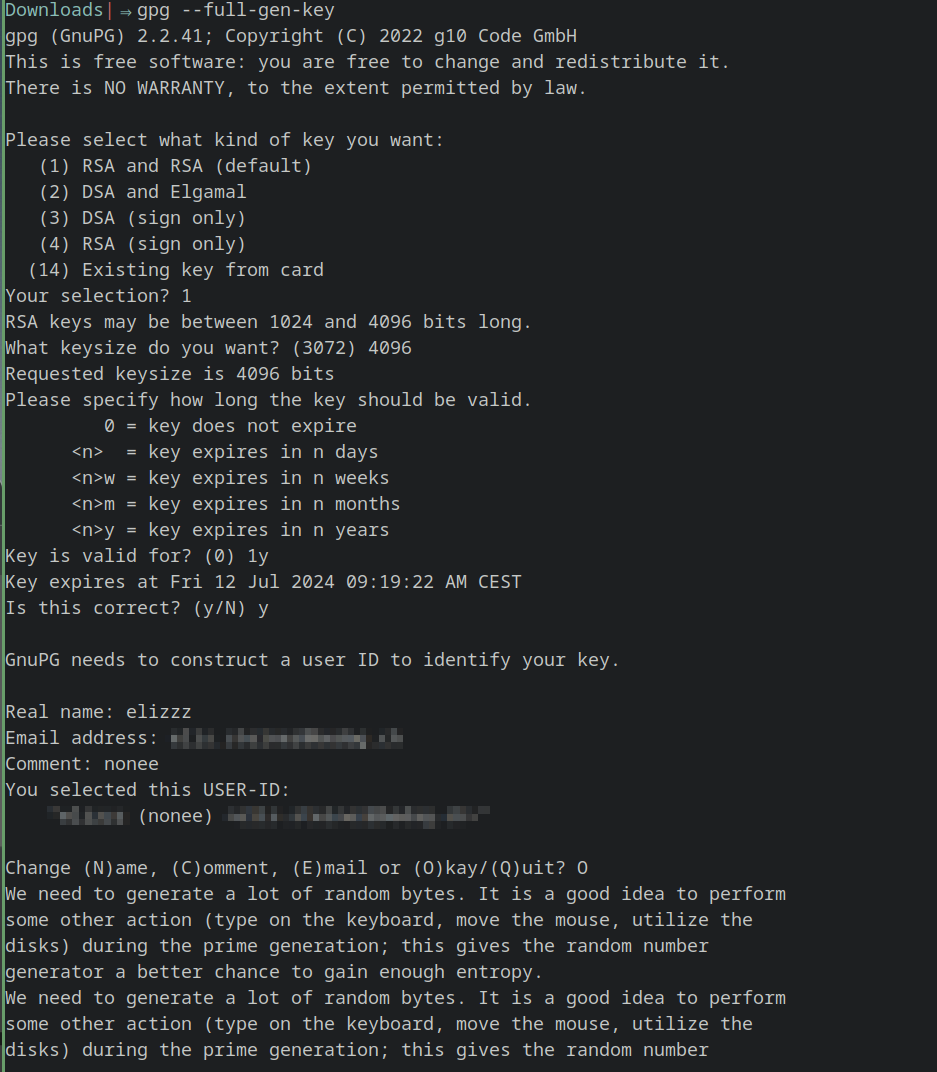 Downloads| ⇒ gpg --full-gen-key
gpg (GnuPG) 2.2.41; Copyright (C) 2022 g10 Code GmbH
This is free software: you are free to change and redistribute it.
There is NO WARRANTY, to the extent permitted by law.

Please select what kind of key you want:
   (1) RSA and RSA (default)
   (2) DSA and Elgamal
   (3) DSA (sign only)
   (4) RSA (sign only)
  (14) Existing key from card
Your selection? 1
RSA keys may be between 1024 and 4096 bits long.
What keysize do you want? (3072) 4096
Requested keysize is 4096 bits
Please specify how long the key should be valid.
         0 = key does not expire
      <n>  = key expires in n days
      <n>w = key expires in n weeks
      <n>m = key expires in n months
      <n>y = key expires in n years
Key is valid for? (0) 1y
Key expires at Fri 12 Jul 2024 09:19:22 AM CEST
Is this correct? (y/N) y

GnuPG needs to construct a user ID to identify your key.

Real name: elizzz
Email address:
Comment: nonee
You selected this USER-ID:
    (nonee)

Change (N)ame, (C)omment, (E)mail or (O)kay/(Q)uit? O
We need to generate a lot of random bytes. It is a good idea to perform
some other action (type on the keyboard, move the mouse, utilize the
disks) during the prime generation; this gives the random number
generator a better chance to gain enough entropy.
We need to generate a lot of random bytes. It is a good idea to perform
some other action (type on the keyboard, move the mouse, utilize the
disks) during the prime generation; this gives the random number